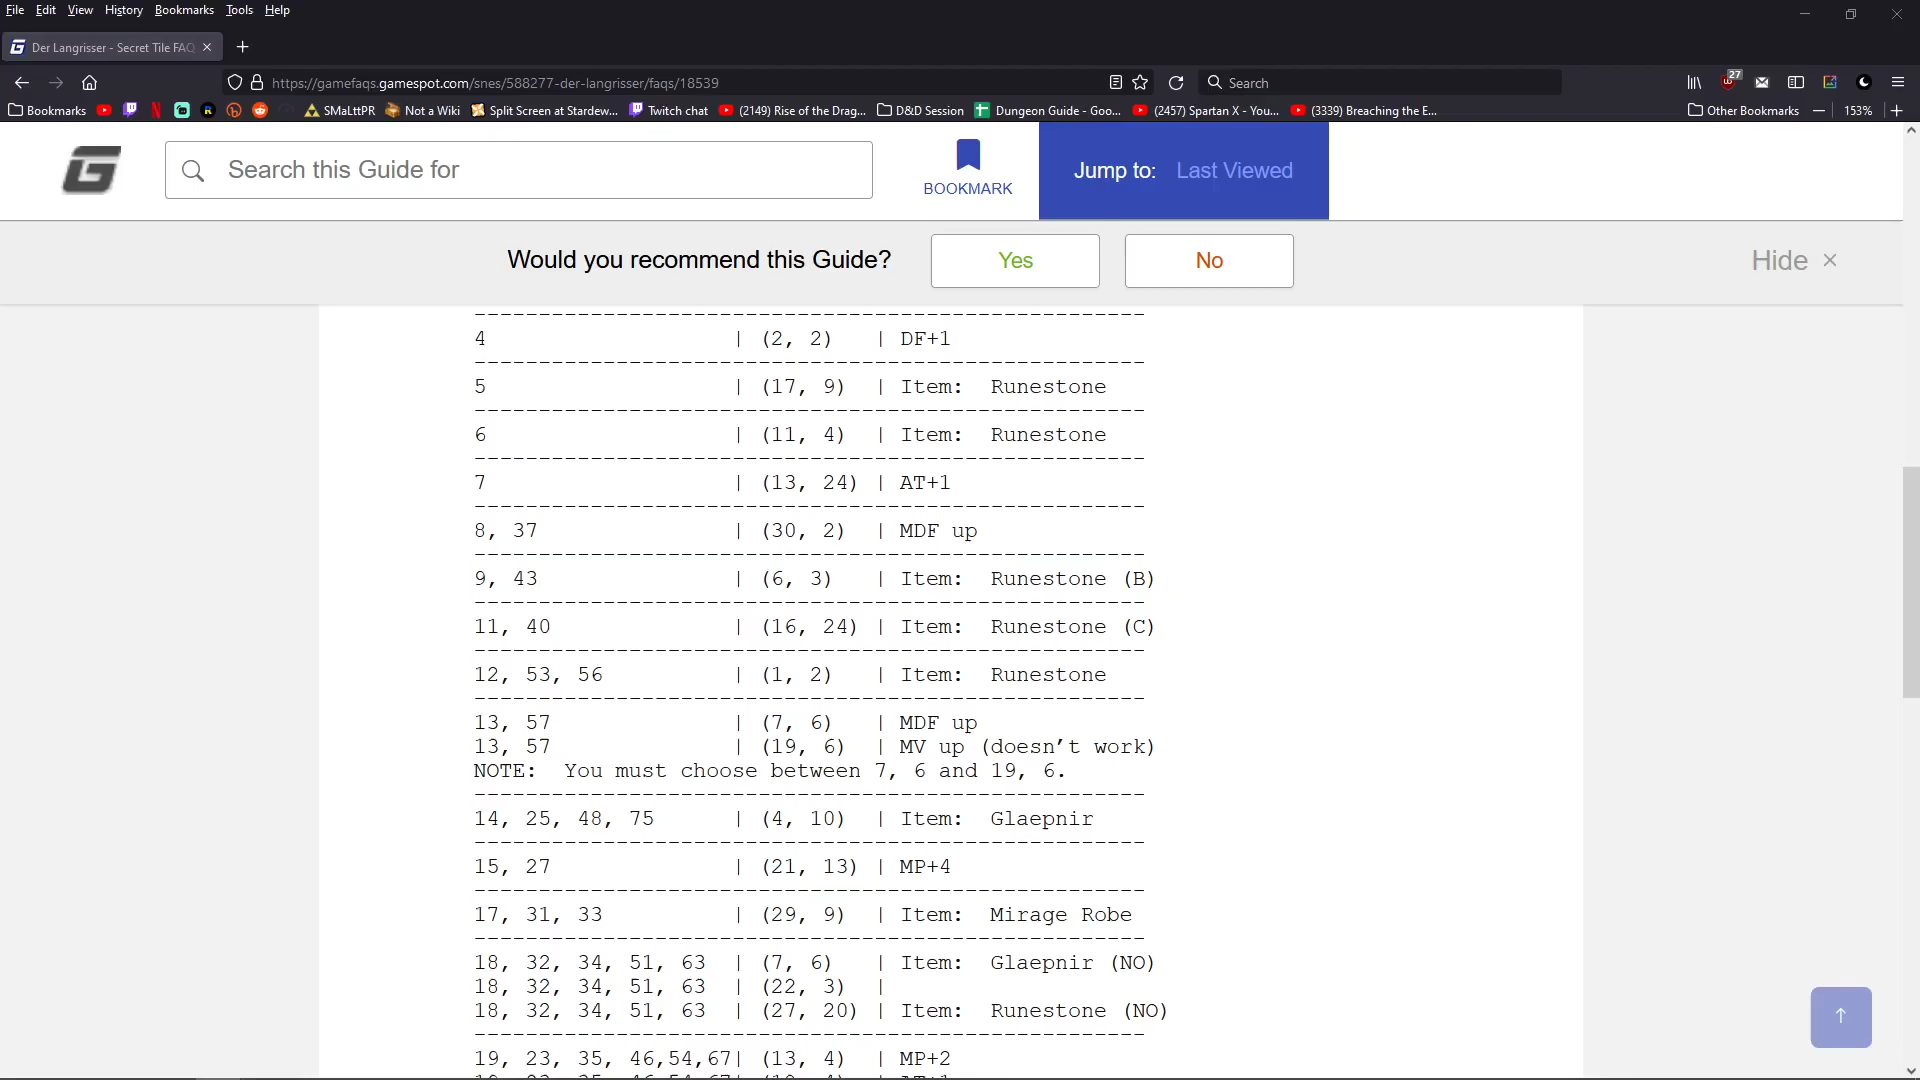 File Edit View History Bookmarks Tools Help
Der Langrisser - Secret Tile FAQ
https://gamefaqs.gamespot.com/snes/588277-der-langrisser/faqs/18539
Search
27
Bookmarks
SMaLttPR
Not a Wiki
Split Screen at Stardew...
Twitch chat
(2149) Rise of the Drag...
D&D Session
Dungeon Guide - Goo...
(2457) Spartan X - You...
(3339) Breaching the E...
Other Bookmarks
153%
Search this Guide for
BOOKMARK
Jump to: Last Viewed
Would you recommend this Guide?
Yes
No
Hide ×
----------------------------------------------------
4 | (2, 2) | DF+1
----------------------------------------------------
5 | (17, 9) | Item: Runestone
----------------------------------------------------
6 | (11, 4) | Item: Runestone
----------------------------------------------------
7 | (13, 24) | AT+1
----------------------------------------------------
8, 37 | (30, 2) | MDF up
----------------------------------------------------
9, 43 | (6, 3) | Item: Runestone (B)
----------------------------------------------------
11, 40 | (16, 24) | Item: Runestone (C)
----------------------------------------------------
12, 53, 56 | (1, 2) | Item: Runestone
----------------------------------------------------
13, 57 | (7, 6) | MDF up
13, 57 | (19, 6) | MV up (doesn't work)
NOTE: You must choose between 7, 6 and 19, 6.
----------------------------------------------------
14, 25, 48, 75 | (4, 10) | Item: Glaepnir
----------------------------------------------------
15, 27 | (21, 13) | MP+4
----------------------------------------------------
17, 31, 33 | (29, 9) | Item: Mirage Robe
----------------------------------------------------
18, 32, 34, 51, 63 | (7, 6) | Item: Glaepnir (NO)
18, 32, 34, 51, 63 | (22, 3) |
18, 32, 34, 51, 63 | (27, 20) | Item: Runestone (NO)
----------------------------------------------------
19, 23, 35, 46,54,67| (13, 4) | MP+2